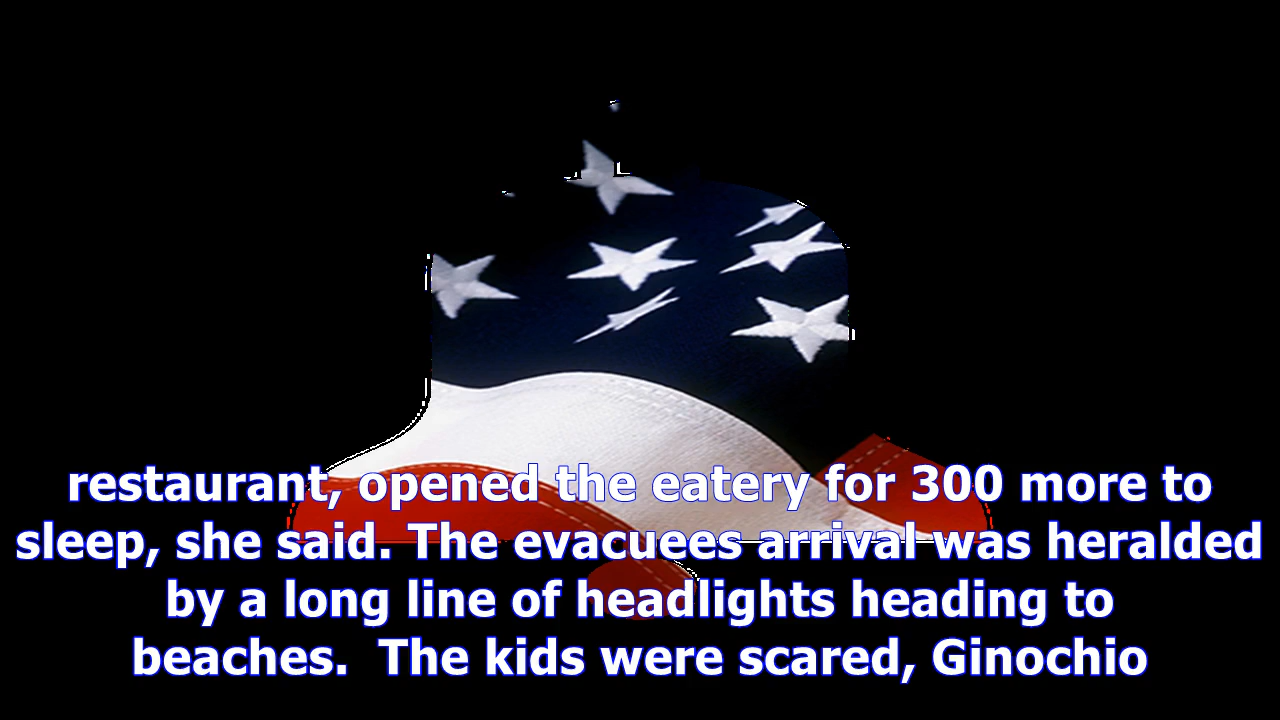 restaurant, opened the eatery for 300 more to
sleep, she said. The evacuees arrival was heralded
by a long line of headlights heading to
beaches.  The kids were scared, Ginochio